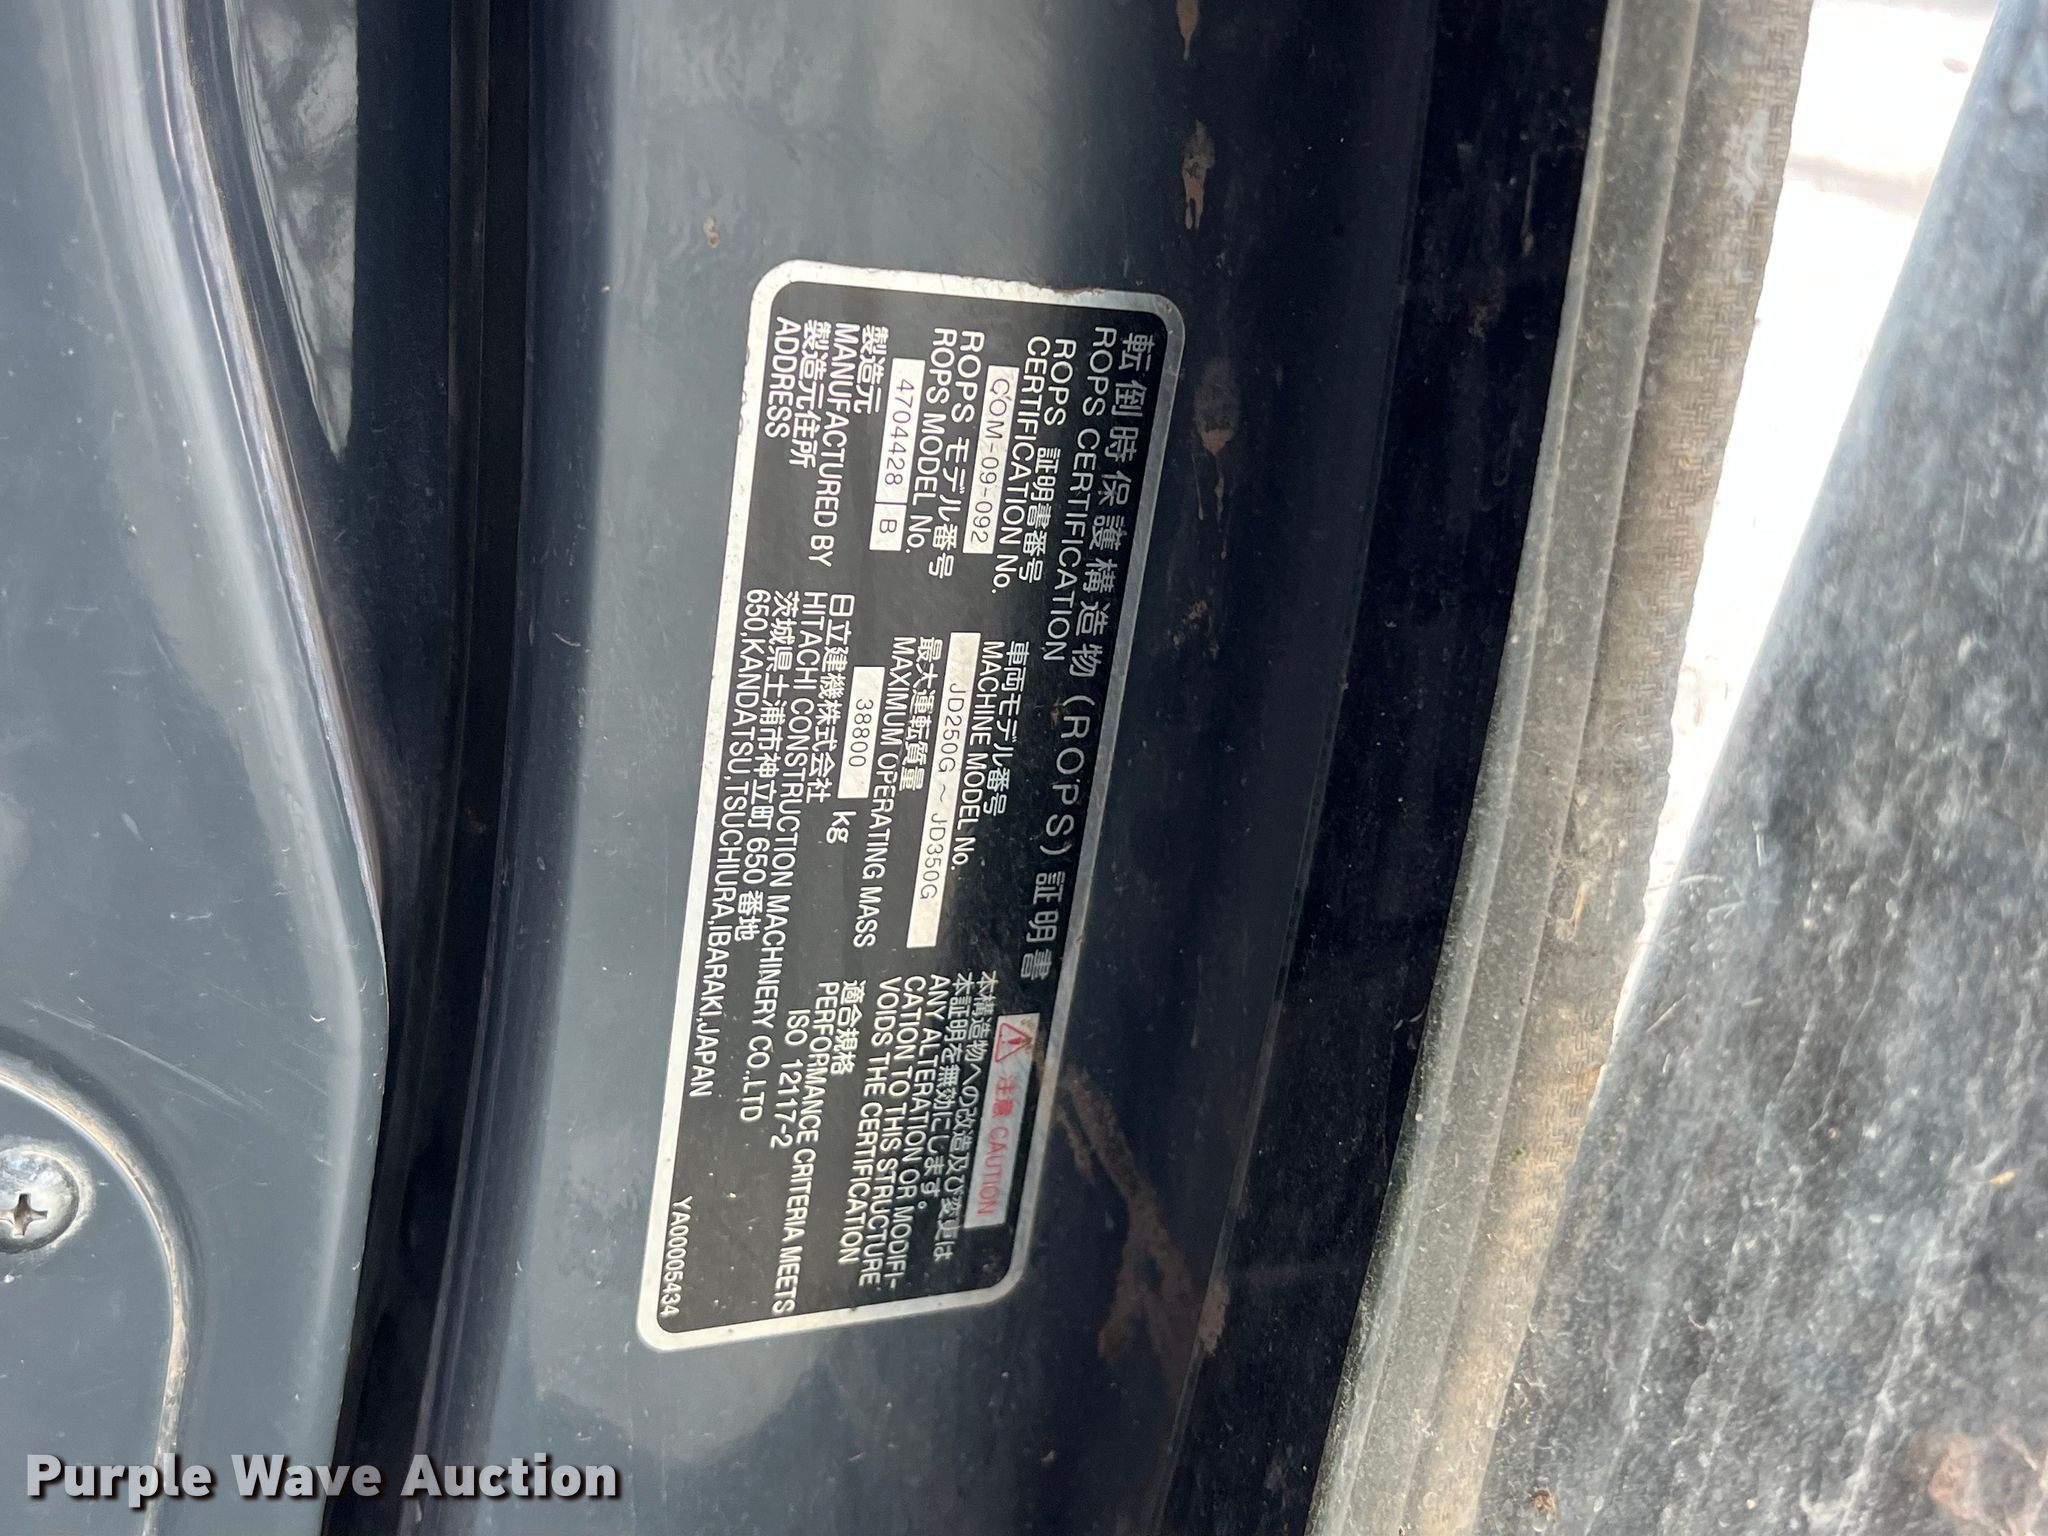 転倒時保護構造物(ROPS)証明書
ROPS CERTIFICATION
ROPS 証明書番号
CERTIFICATION No.
COM-09-092
車両モデル番号
MACHINE MODEL No.
JD250G ~ JD350G
ROPS モデル番号
ROPS MODEL No.
4704428 B
最大運転質量
MAXIMUM OPERATING MASS
38800 kg
注意 CAUTION
本構造物への改造及び変更は
本証明を無効にします。
ANY ALTERATION OR MODIFI-
CATION TO THIS STRUCTURE
VOIDS THE CERTIFICATION
適合規格
PERFORMANCE CRITERIA MEETS
ISO 12117-2
製造元
MANUFACTURED BY
日立建機株式会社
HITACHI CONSTRUCTION MACHINERY CO.,LTD
製造元住所
ADDRESS
茨城県土浦市神立町 650 番地
650,KANDATSU,TSUCHIURA,IBARAKI,JAPAN
YA00005434
Purple Wave Auction